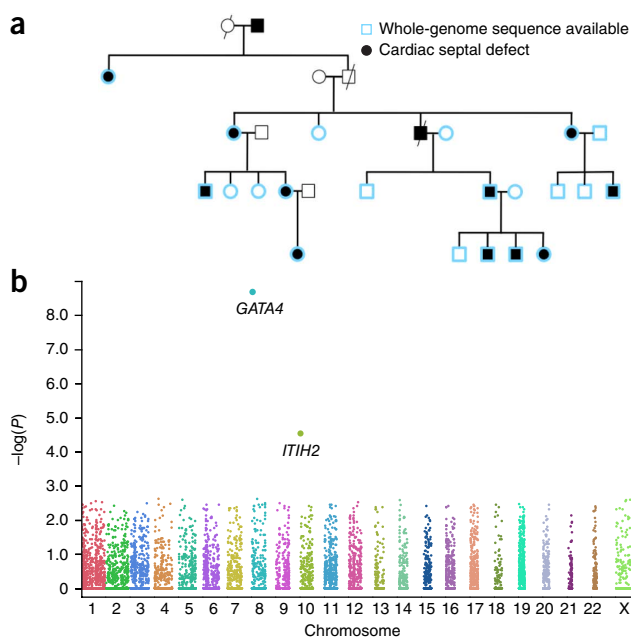 a
Whole-genome sequence available
Cardiac septal defect
b
GATA4
ITIH2
–log(P)
8.0
7.0
6.0
5.0
4.0
3.0
2.0
1.0
0
1 2 3 4 5 6 7 8 9 10 11 12 13 14 15 16 17 18 19 20 21 22 X
Chromosome